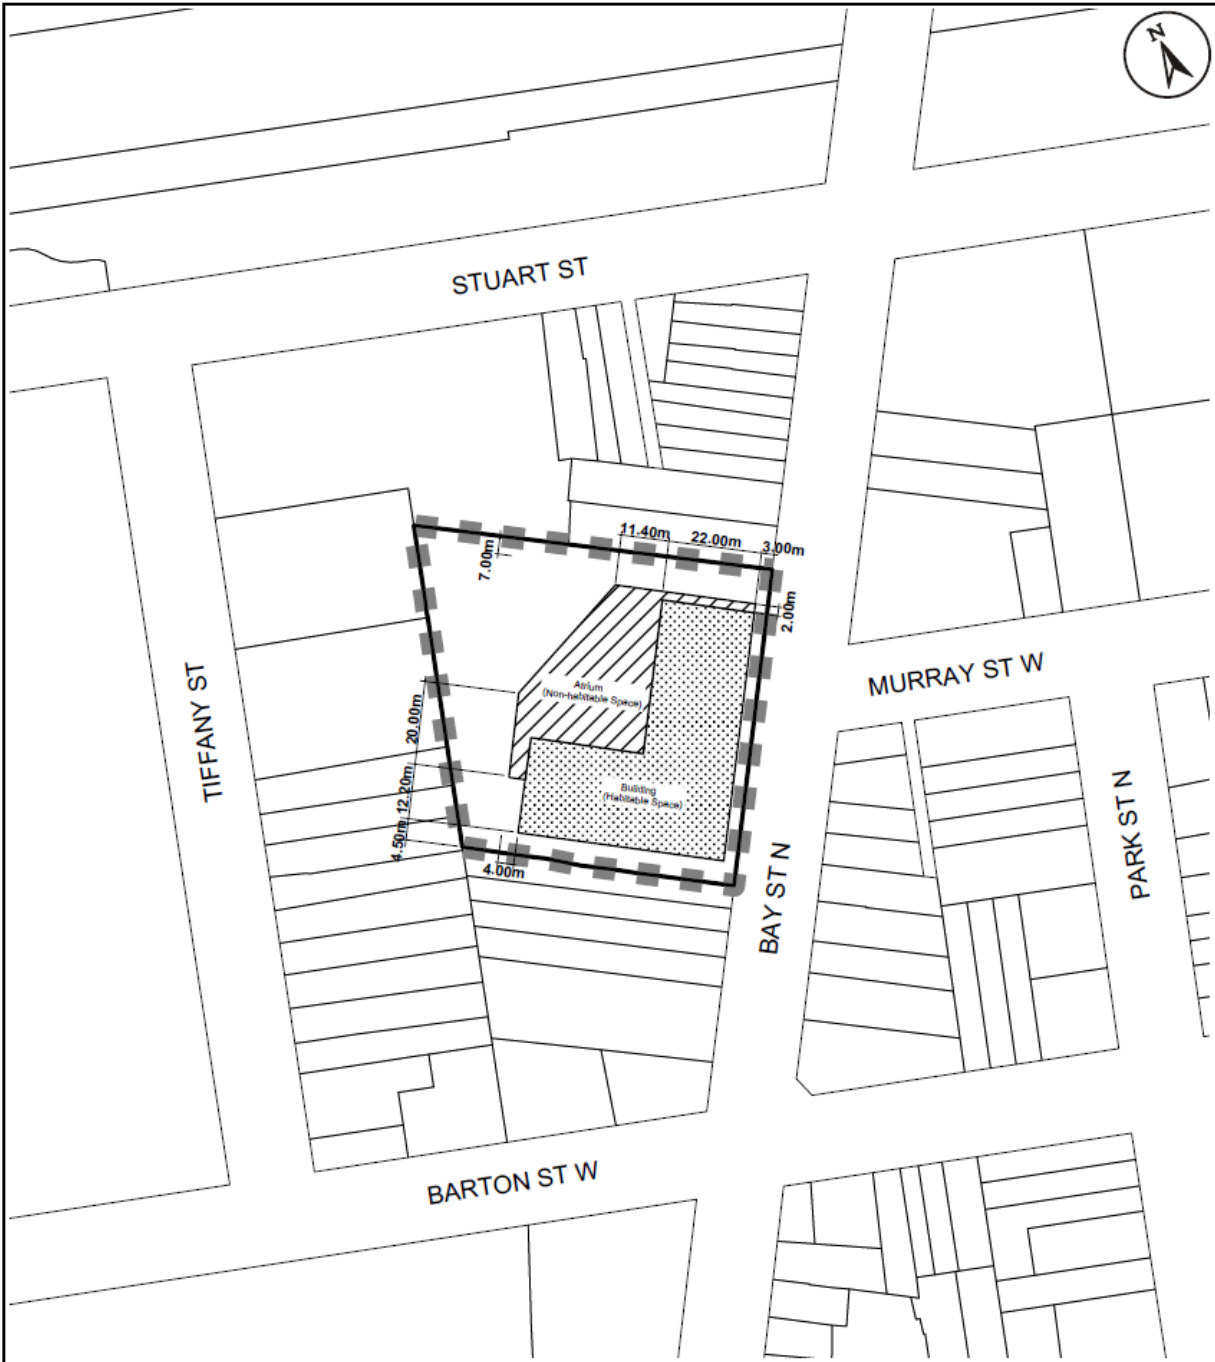 N
STUART ST
11.40m
22.00m
3.00m
7.00m
2.00m
MURRAY ST W
TIFFANY ST
Atrium
(Non-habitable Space)
20.00m
12.20m
4.50m
Building
(Habitable Space)
4.00m
PARK ST N
BAY ST N
BARTON ST W